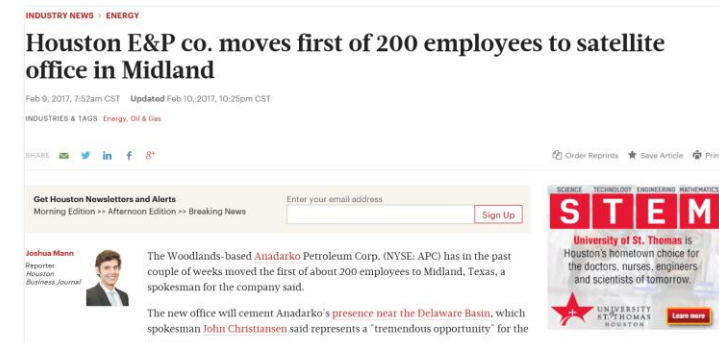 INDUSTRY NEWS › ENERGY
Houston E&P co. moves first of 200 employees to satellite
office in Midland
Feb 9, 2017, 7:52am CST Updated Feb 10, 2017, 10:25pm CST
INDUSTRIES & TAGS Energy, Oil & Gas
SHARE
Order Reprints Save Article Prin
Get Houston Newsletters and Alerts
Morning Edition >> Afternoon Edition >> Breaking News
Enter your email address
Sign Up
Joshua Mann
Reporter
Houston
Business Journal
The Woodlands-based Anadarko Petroleum Corp. (NYSE: APC) has in the past
couple of weeks moved the first of about 200 employees to Midland, Texas, a
spokesman for the company said.
The new office will cement Anadarko's presence near the Delaware Basin, which
spokesman John Christiansen said represents a "tremendous opportunity" for the
SCIENCE TECHNOLOGY ENGINEERING MATHEMATICS
STEM
University of St. Thomas is
Houston's hometown choice for
the doctors, nurses, engineers
and scientists of tomorrow.
UNIVERSITY
ST. THOMAS
HOUSTON
Learn more